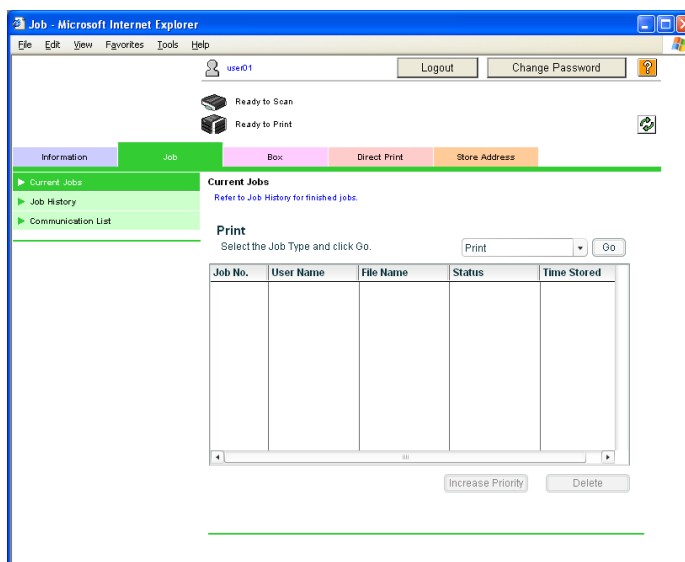 Job - Microsoft Internet Explorer
File Edit View Favorites Tools Help
user01 Logout Change Password ?
Ready to Scan
Ready to Print
Information Job Box Direct Print Store Address
Current Jobs
Job History
Communication List
Current Jobs
Refer to Job History for finished jobs.
Print
Select the Job Type and click Go. Print Go
Job No. User Name File Name Status Time Stored
Increase Priority Delete